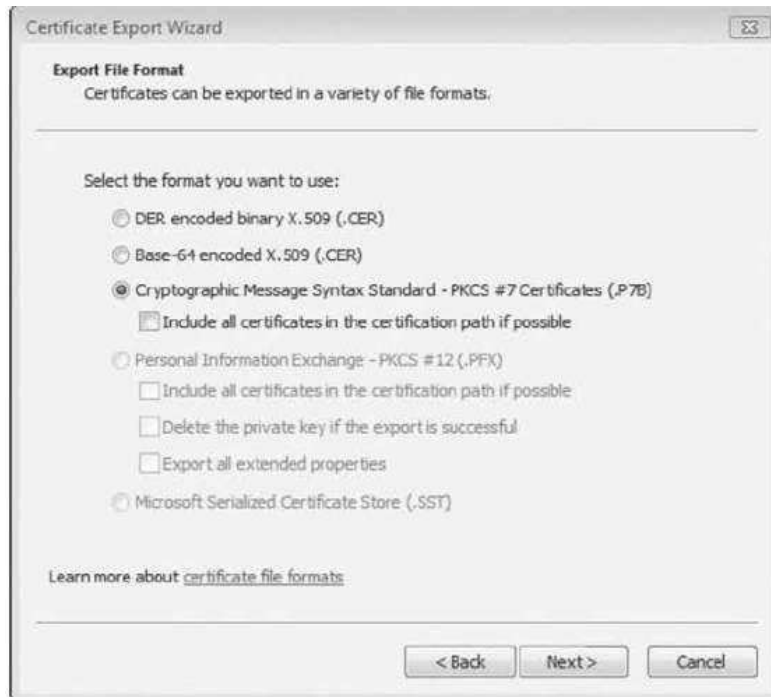 Certificate Export Wizard
Export File Format
Certificates can be exported in a variety of file formats.
Select the format you want to use:
DER encoded binary X.509 (.CER)
Base-64 encoded X.509 (.CER)
Cryptographic Message Syntax Standard - PKCS #7 Certificates (.P7B)
Include all certificates in the certification path if possible
Personal Information Exchange - PKCS #12 (.PFX)
Include all certificates in the certification path if possible
Delete the private key if the export is successful
Export all extended properties
Microsoft Serialized Certificate Store (.SST)
Learn more about certificate file formats
< Back
Next >
Cancel